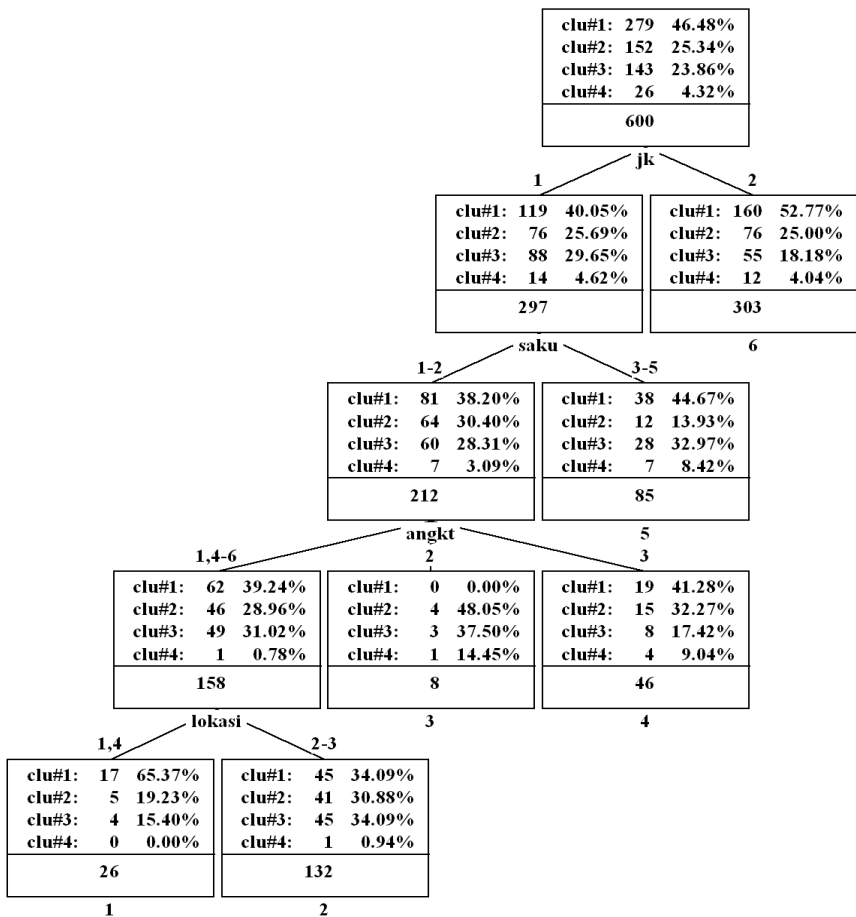 clu#1: 279 46.48%
clu#2: 152 25.34%
clu#3: 143 23.86%
clu#4: 26 4.32%
600
jk
1 2
clu#1: 119 40.05%
clu#2: 76 25.69%
clu#3: 88 29.65%
clu#4: 14 4.62%
297
clu#1: 160 52.77%
clu#2: 76 25.00%
clu#3: 55 18.18%
clu#4: 12 4.04%
303
saku
6
1-2 3-5
clu#1: 81 38.20%
clu#2: 64 30.40%
clu#3: 60 28.31%
clu#4: 7 3.09%
212
clu#1: 38 44.67%
clu#2: 12 13.93%
clu#3: 28 32.97%
clu#4: 7 8.42%
85
angkt
5
1,4-6 2 3
clu#1: 62 39.24%
clu#2: 46 28.96%
clu#3: 49 31.02%
clu#4: 1 0.78%
158
clu#1: 0 0.00%
clu#2: 4 48.05%
clu#3: 3 37.50%
clu#4: 1 14.45%
8
clu#1: 19 41.28%
clu#2: 15 32.27%
clu#3: 8 17.42%
clu#4: 4 9.04%
46
lokasi
3
4
1,4 2-3
clu#1: 17 65.37%
clu#2: 5 19.23%
clu#3: 4 15.40%
clu#4: 0 0.00%
26
clu#1: 45 34.09%
clu#2: 41 30.88%
clu#3: 45 34.09%
clu#4: 1 0.94%
132
1
2